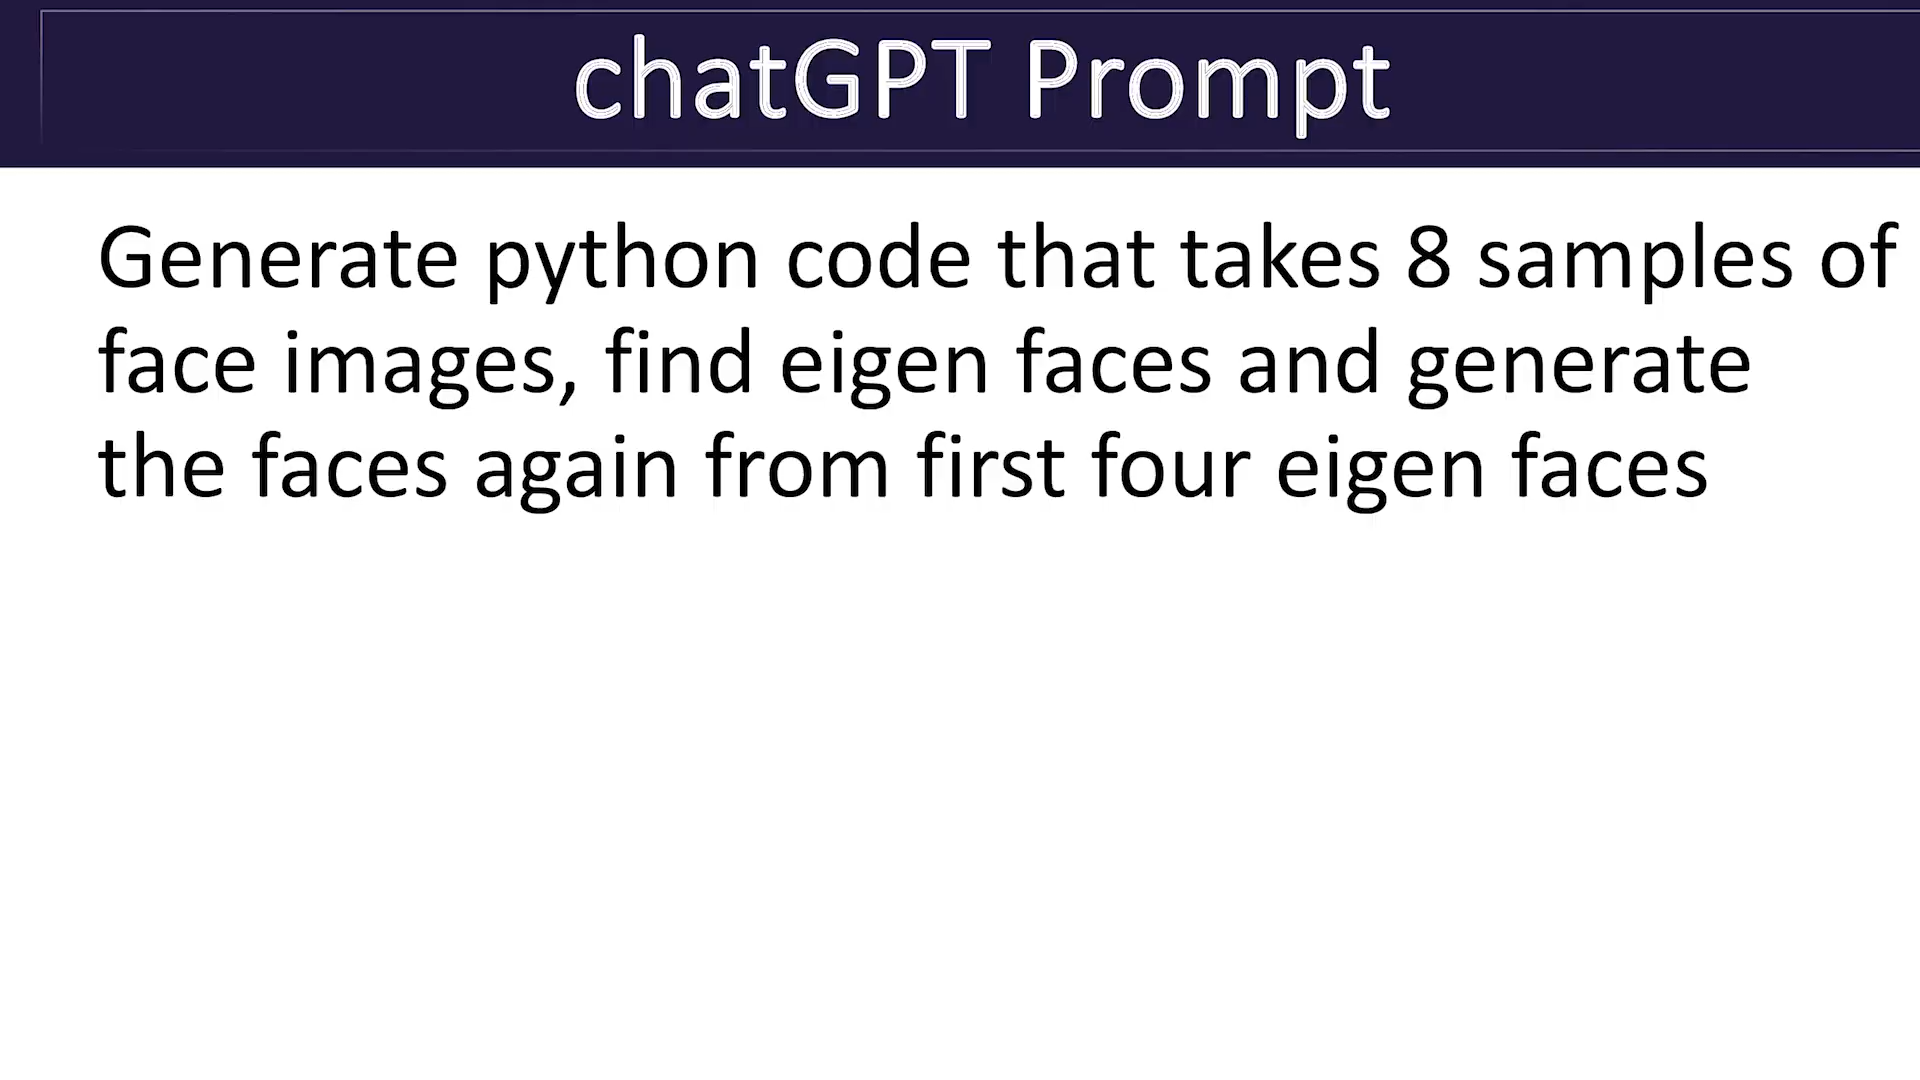 chatGPT Prompt
Generate python code that takes 8 samples of
face images, find eigen faces and generate
the faces again from first four eigen faces